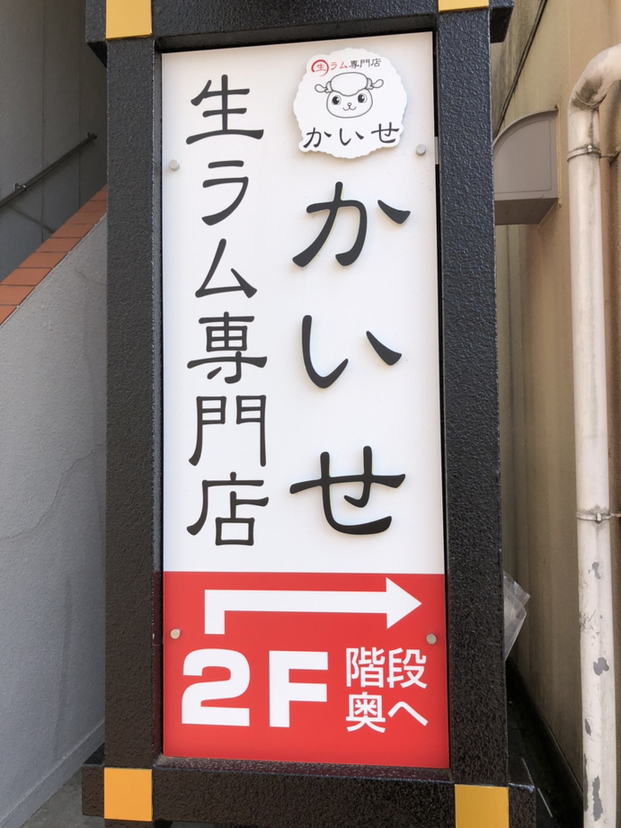 生ラム専門店
かいせ
かいせ
生ラム専門店
2F
階段
奥へ